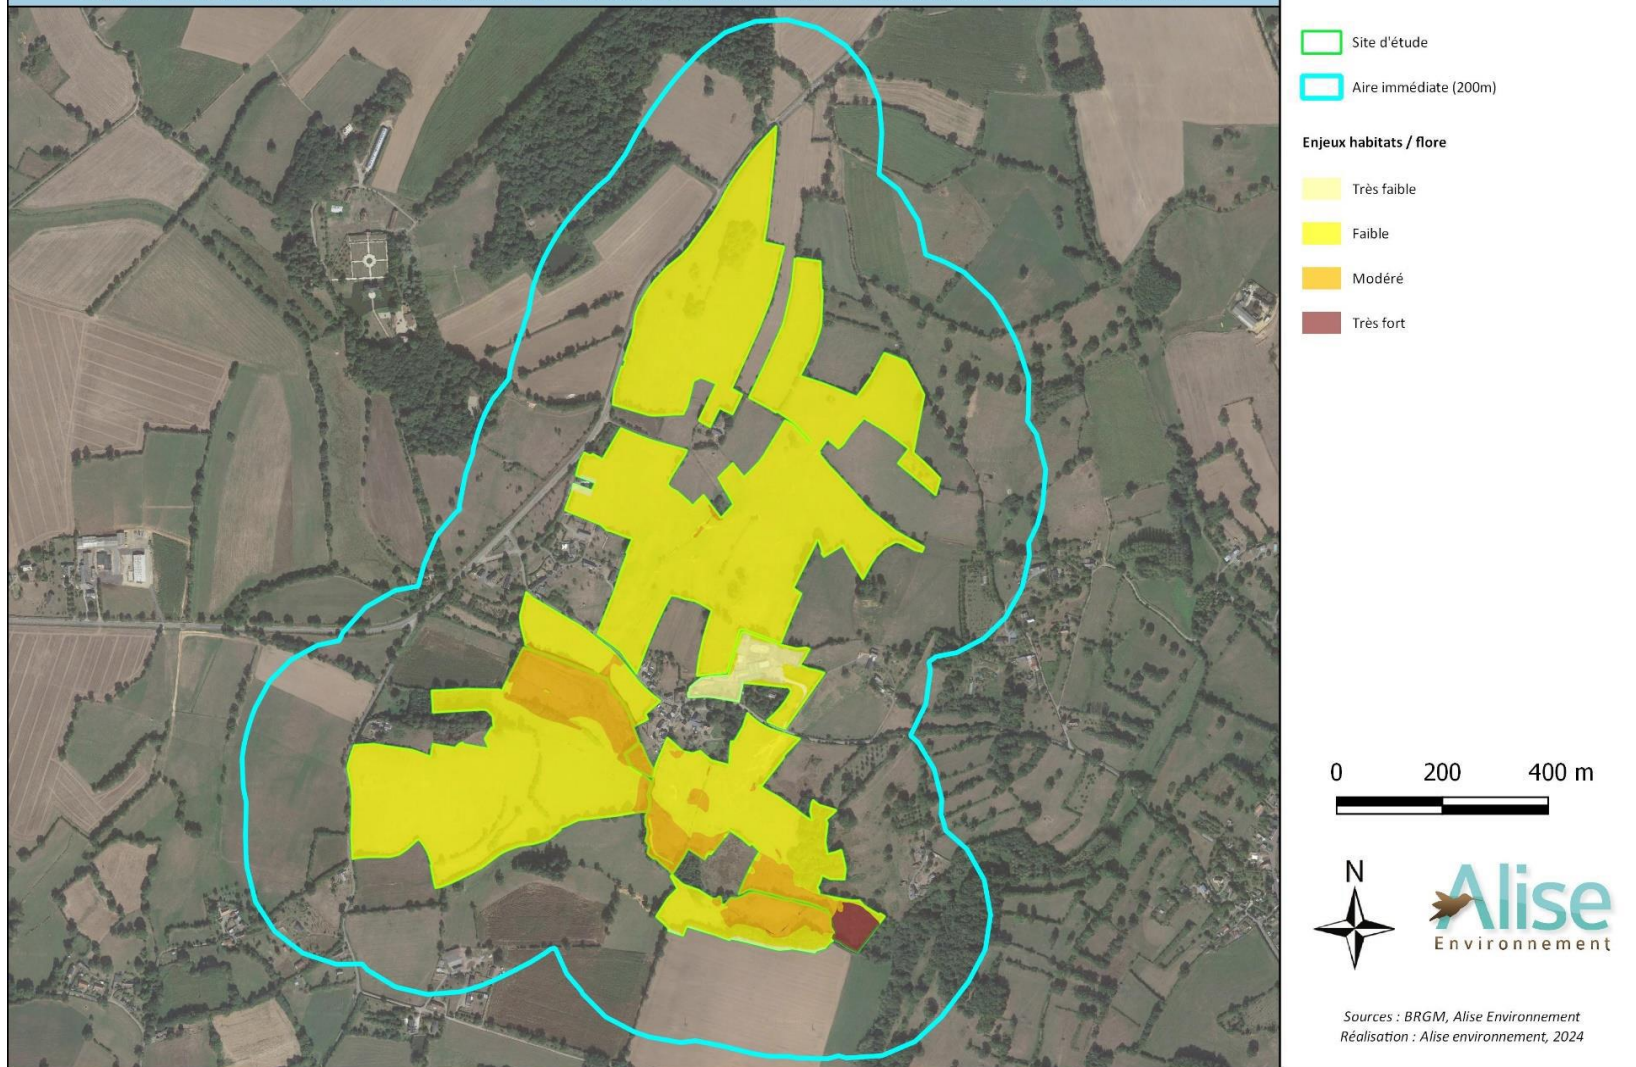 Site d'étude
Aire immédiate (200m)
Enjeux habitats / flore
Très faible
Faible
Modéré
Très fort
0 200 400 m
N
Alise
Environnement
Sources : BRGM, Alise Environnement
Réalisation : Alise environnement, 2024